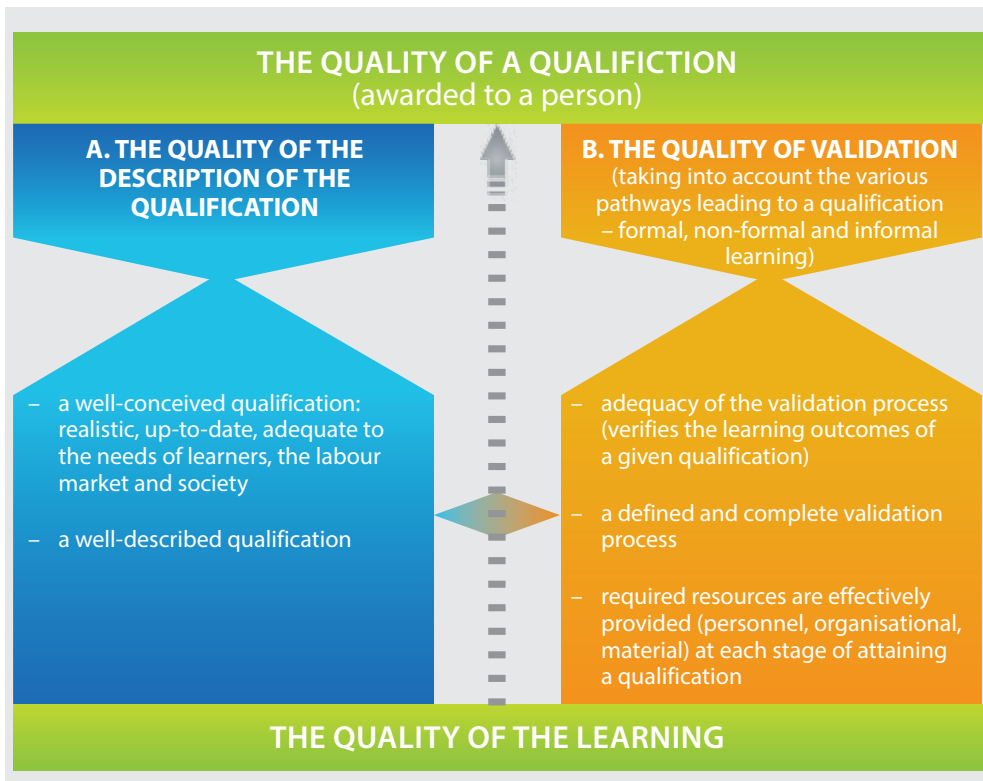 THE QUALITY OF A QUALIFICTION
(awarded to a person)
A. THE QUALITY OF THE
DESCRIPTION OF THE
QUALIFICATION
– a well-conceived qualification:
realistic, up-to-date, adequate to
the needs of learners, the labour
market and society
– a well-described qualification
B. THE QUALITY OF VALIDATION
(taking into account the various
pathways leading to a qualification
– formal, non-formal and informal
learning)
– adequacy of the validation process
(verifies the learning outcomes of
a given qualification)
– a defined and complete validation
process
– required resources are effectively
provided (personnel, organisational,
material) at each stage of attaining
a qualification
THE QUALITY OF THE LEARNING